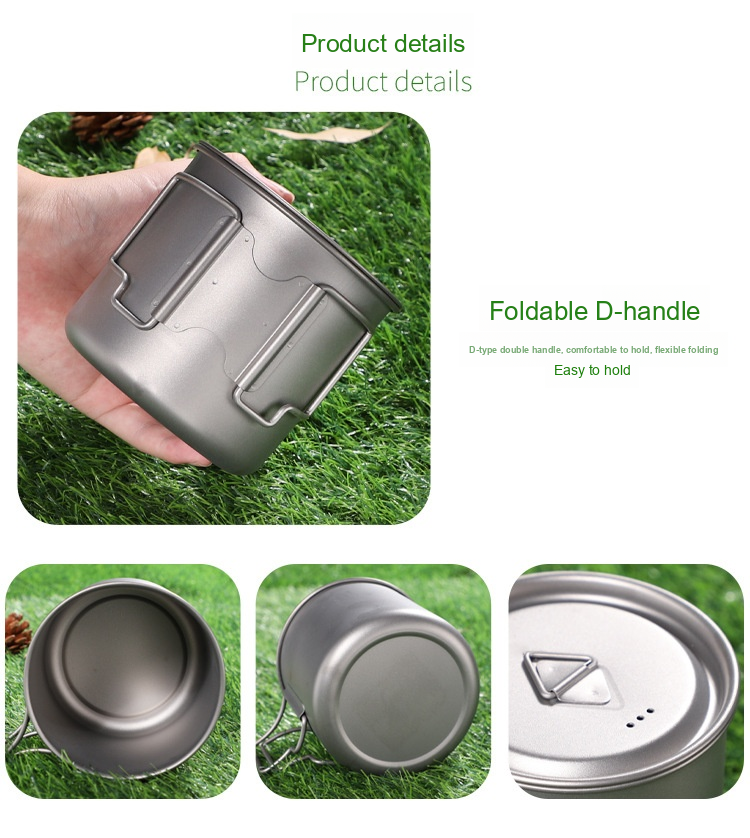 Product details
Product details
Foldable D-handle
D-type double handle, comfortable to hold, flexible folding
Easy to hold